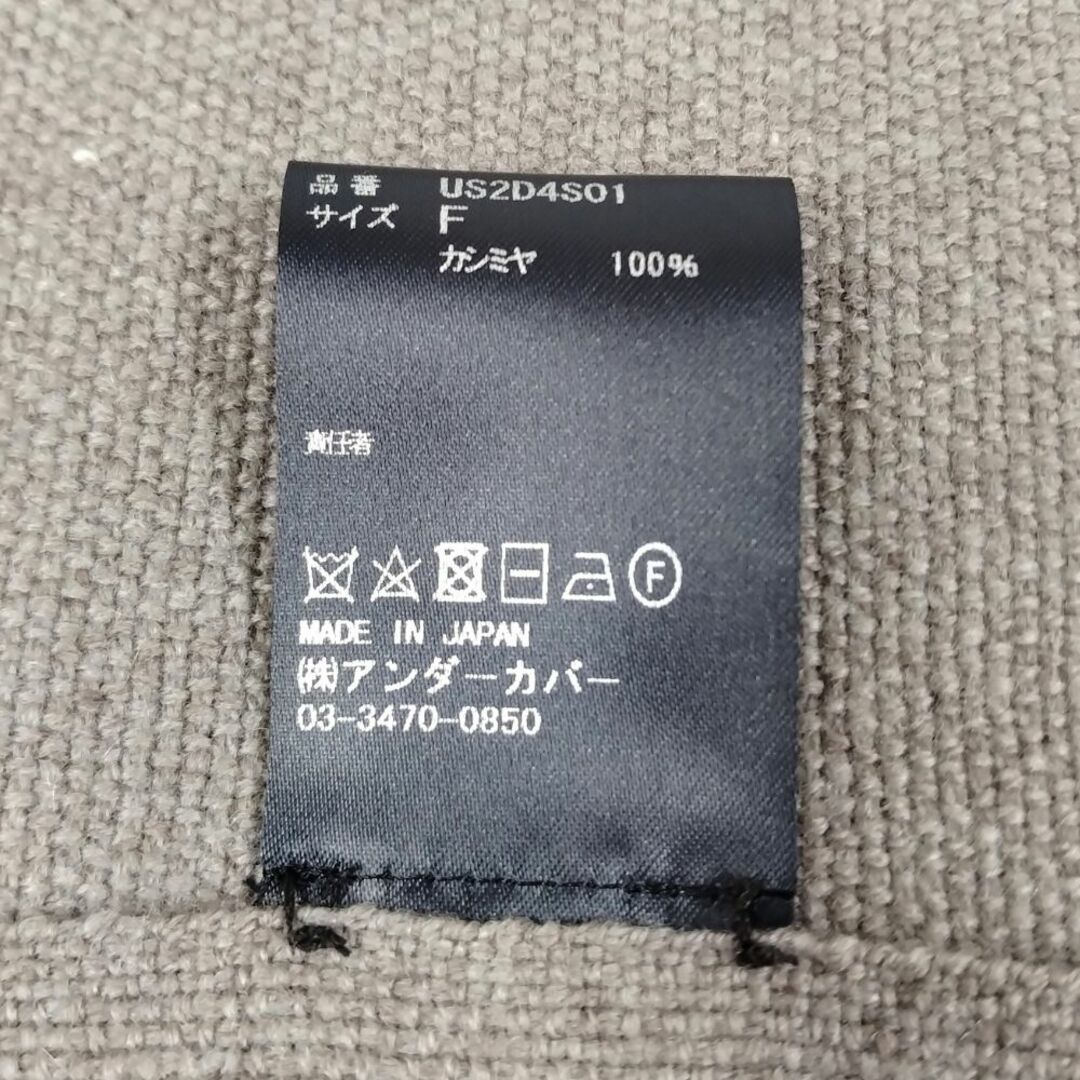 品番 US2D4S01
サイズ F
カシミヤ 100%
責任者
F
MADE IN JAPAN
㈱アンダーカバー
03-3470-0850